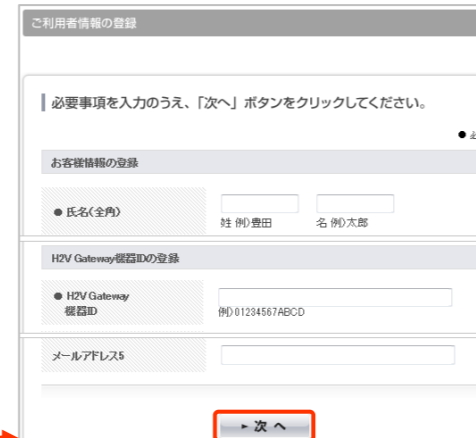 ご利用者情報の登録
必要事項を入力のうえ、「次へ」ボタンをクリックしてください。
●
お客様情報の登録
● 氏名(全角)
姓 例)豊田 名 例)太郎
H2V Gateway機器IDの登録
● H2V Gateway
機器ID
例)01234567ABCD
メールアドレス5
次 へ